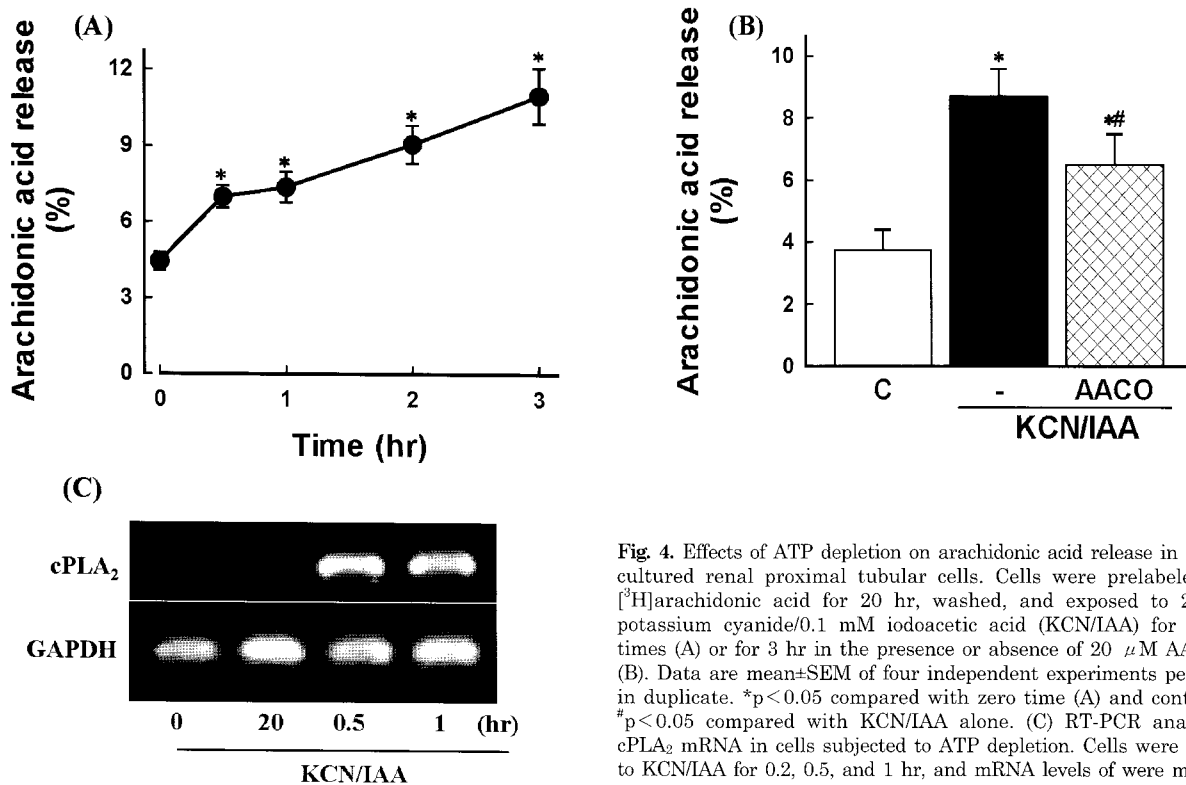 (A)
Arachidonic acid release
(%)
12
9
6
3
0
*
*
*
*
0 1 2 3
Time (hr)
(B)
Arachidonic acid release
(%)
10
8
6
4
2
0
*
*#
C - AACO
KCN/IAA
(C)
cPLA₂
GAPDH
0 20 0.5 1 (hr)
KCN/IAA
Fig. 4. Effects of ATP depletion on arachidonic acid release in
cultured renal proximal tubular cells. Cells were prelabele
[³H]arachidonic acid for 20 hr, washed, and exposed to 2
potassium cyanide/0.1 mM iodoacetic acid (KCN/IAA) for
times (A) or for 3 hr in the presence or absence of 20 μM AA
(B). Data are mean±SEM of four independent experiments pe
in duplicate. *p<0.05 compared with zero time (A) and cont
#p<0.05 compared with KCN/IAA alone. (C) RT-PCR ana
cPLA₂ mRNA in cells subjected to ATP depletion. Cells were
to KCN/IAA for 0.2, 0.5, and 1 hr, and mRNA levels of were m